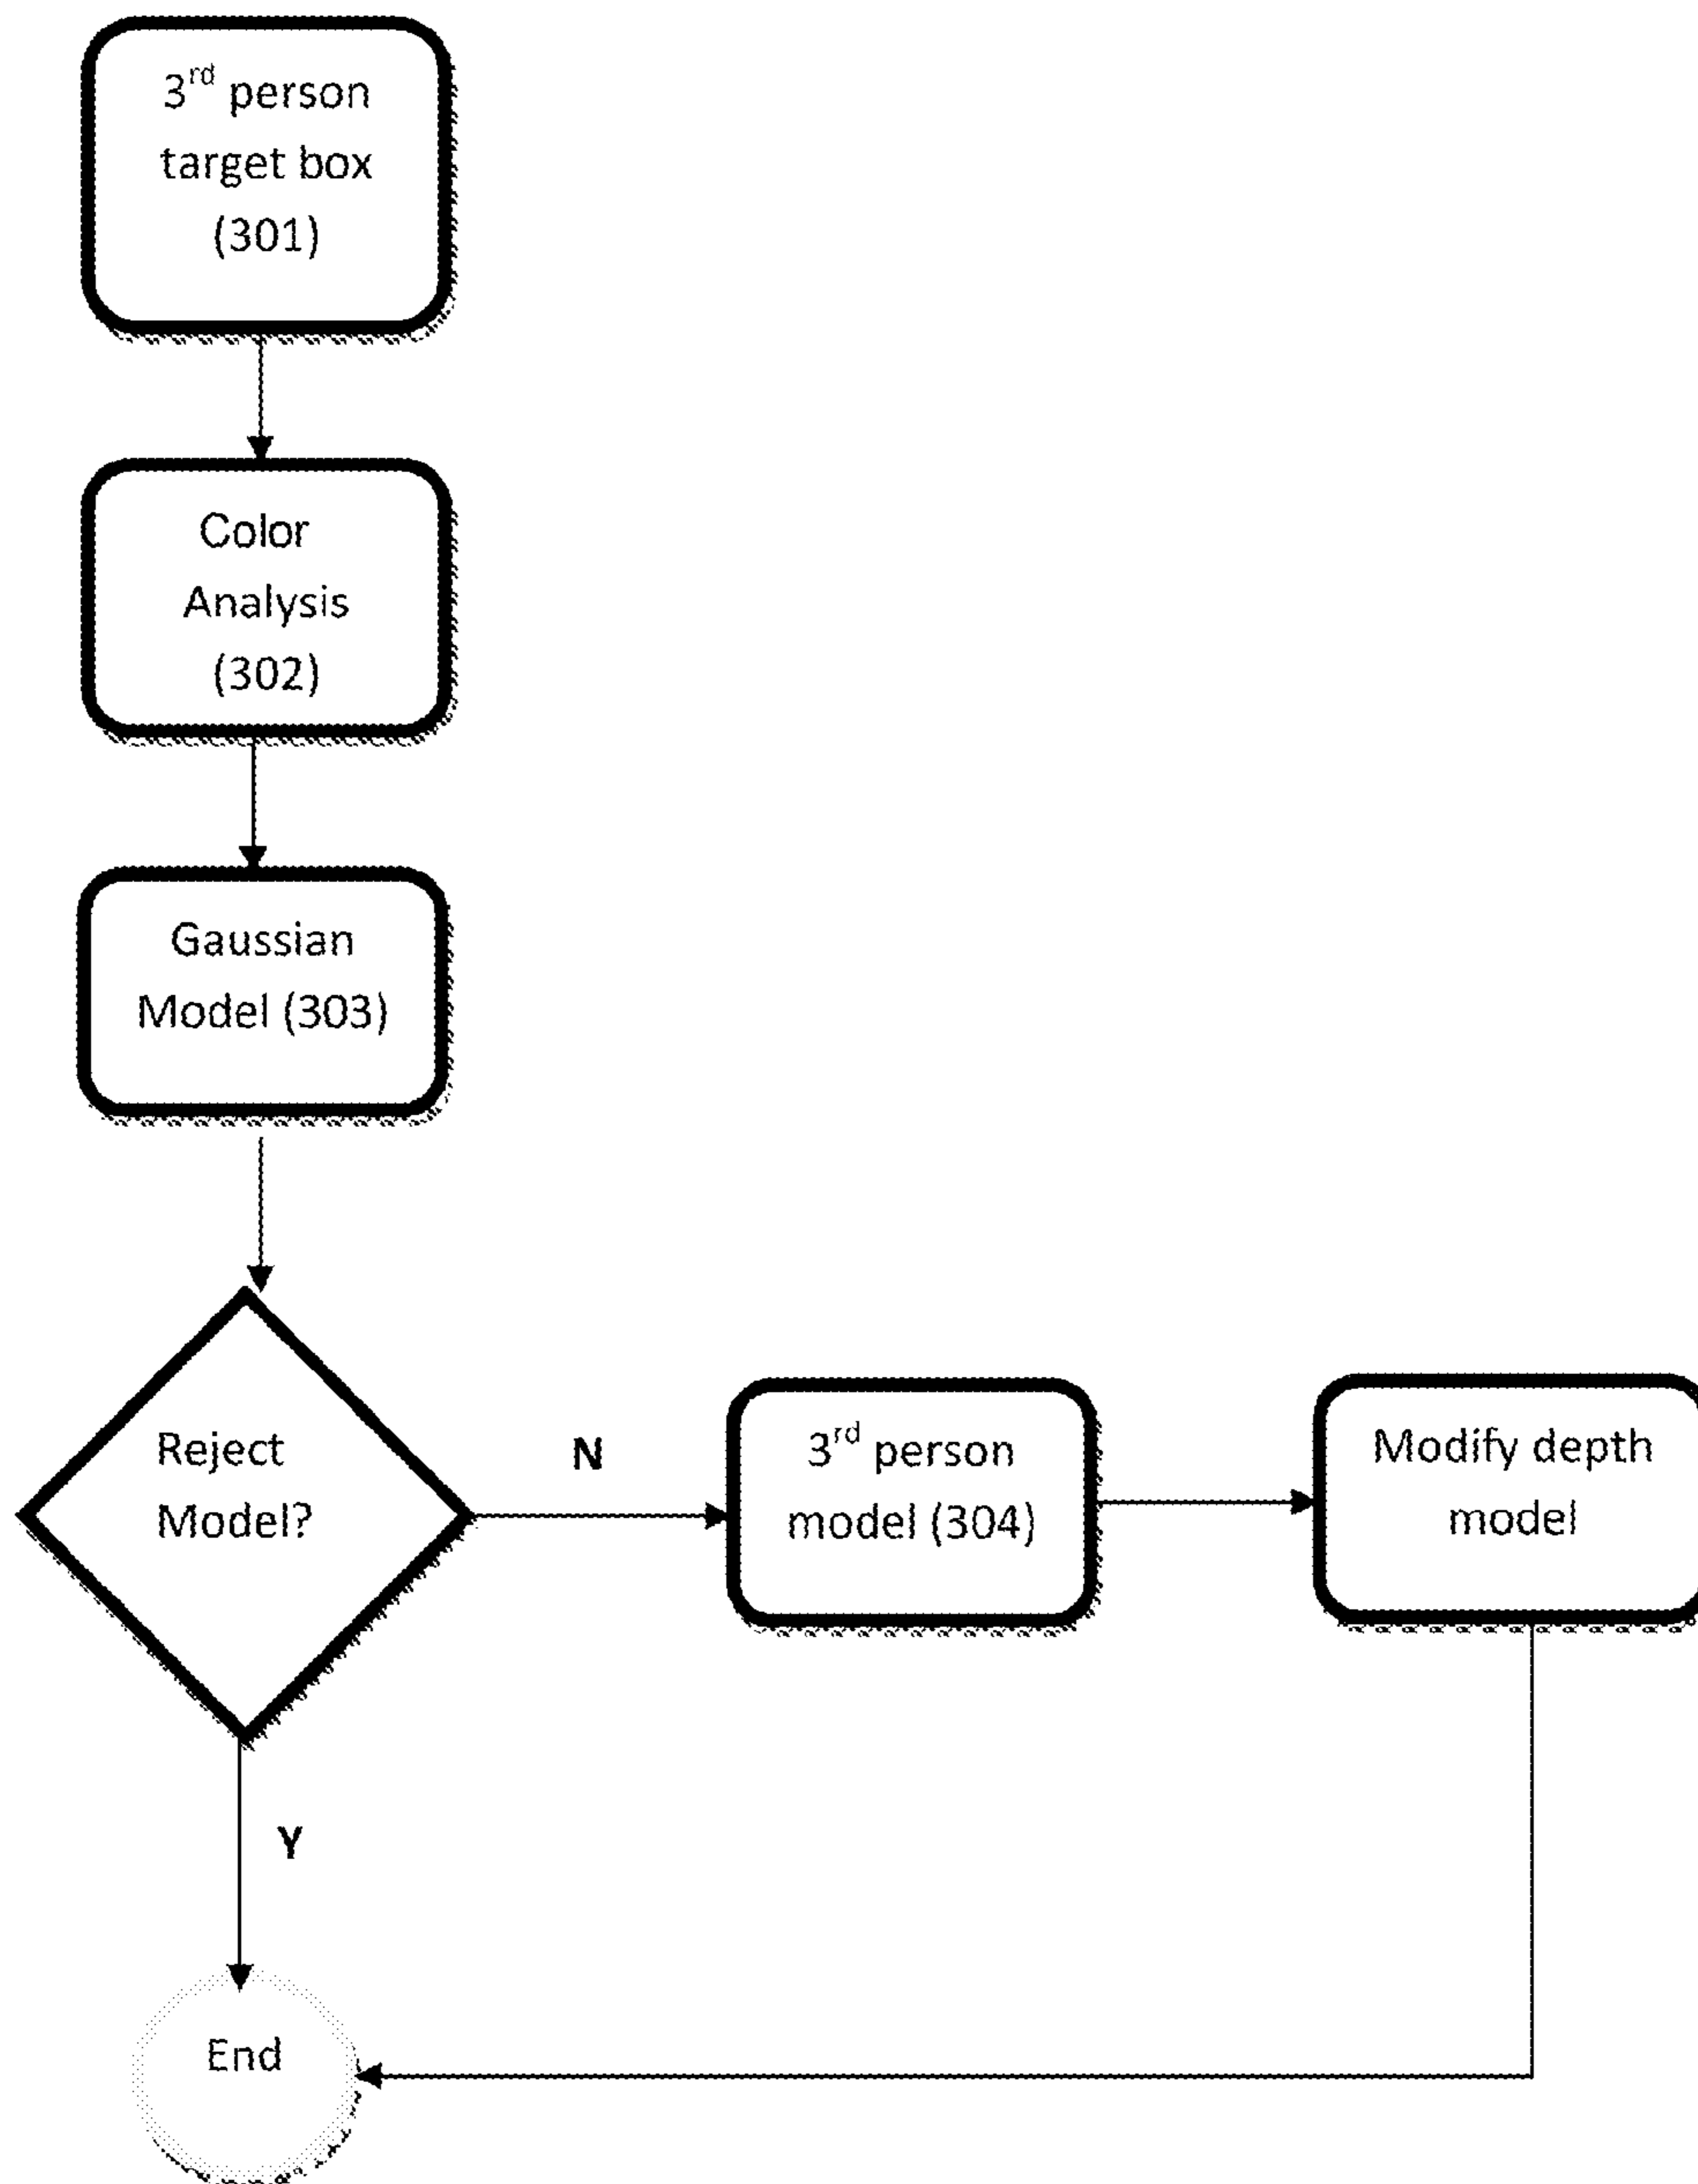 3rd person
target box
(301)
Color
Analysis
(302)
Gaussian
Model (303)
Reject
Model?
N
3rd person
model (304)
Modify depth
model
Y
End